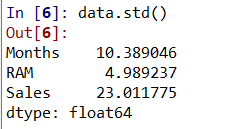 In [6]: data.std()
Out[6]:
Months    10.389046
RAM        4.989237
Sales     23.011775
dtype: float64